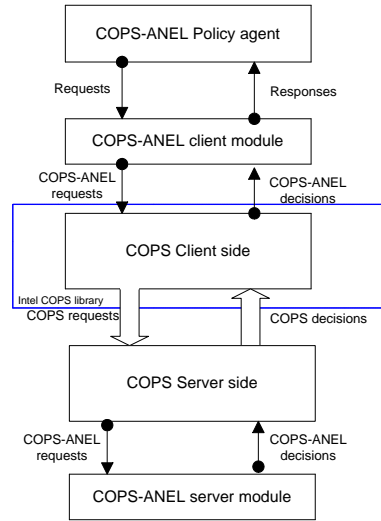 COPS-ANEL Policy agent
Requests
Responses
COPS-ANEL client module
COPS-ANEL
requests
COPS-ANEL
decisions
COPS Client side
Intel COPS library
COPS requests
COPS decisions
COPS Server side
COPS-ANEL
requests
COPS-ANEL
decisions
COPS-ANEL server module